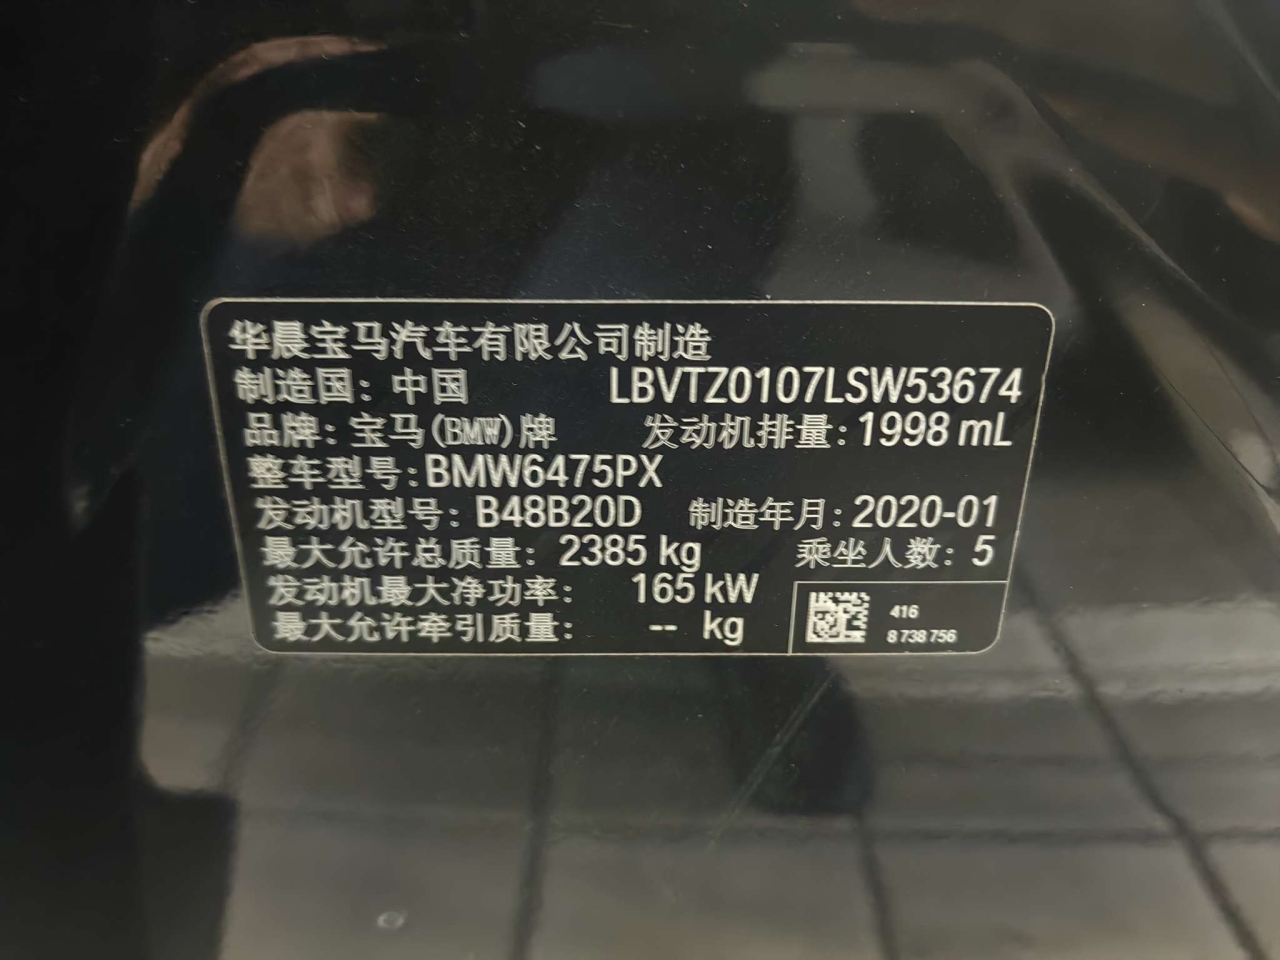 华晨宝马汽车有限公司制造
制造国：中国 LBVTZ0107LSW53674
品牌：宝马(BMW)牌 发动机排量：1998 mL
整车型号：BMW6475PX
发动机型号：B48B20D 制造年月：2020-01
最大允许总质量：2385 kg 乘坐人数：5
发动机最大净功率：165 kW
最大允许牵引质量：-- kg
416
8 738 756